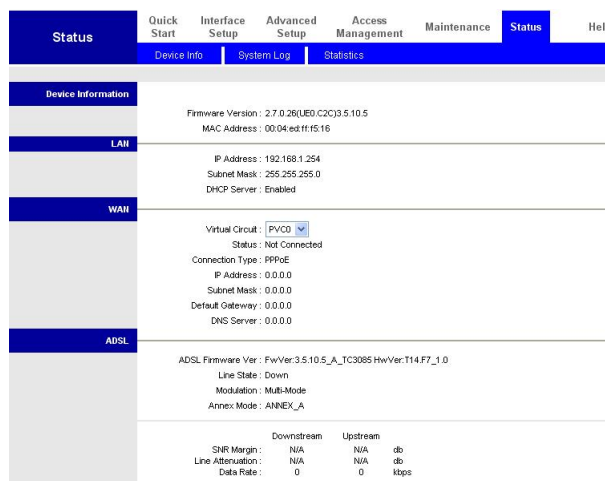 Status
Quick Start
Interface Setup
Advanced Setup
Access Management
Maintenance
Status
Device Info
System Log
Statistics
Device Information
Firmware Version : 2.7.0.26(UE0.C2C)3.5.10.5
MAC Address : 00:04:ed:ff:f5:16
LAN
IP Address : 192.168.1.254
Subnet Mask : 255.255.255.0
DHCP Server : Enabled
WAN
Virtual Circuit : PVC0
Status : Not Connected
Connection Type : PPPoE
IP Address : 0.0.0.0
Subnet Mask : 0.0.0.0
Default Gateway : 0.0.0.0
DNS Server : 0.0.0.0
ADSL
ADSL Firmware Ver : FwVer:3.5.10.5_A_TC3085 HwVer:T14.F7_1.0
Line State : Down
Modulation : Multi-Mode
Annex Mode : ANNEX_A
Downstream Upstream
SNR Margin : N/A N/A db
Line Attenuation : N/A N/A db
Data Rate : 0 0 kbps